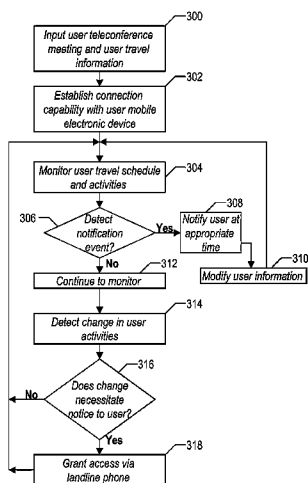 300
Input user teleconference
meeting and user travel
information
302
Establish connection
capability with user mobile
electronic device
304
Monitor user travel schedule
and activities
306
Detect
notification
event?
Yes
308
Notify user at
appropriate
time
310
Modify user information
No
312
Continue to monitor
314
Detect change in user
activities
316
Does change
necessitate
notice to user?
No
Yes
318
Grant access via
landline phone